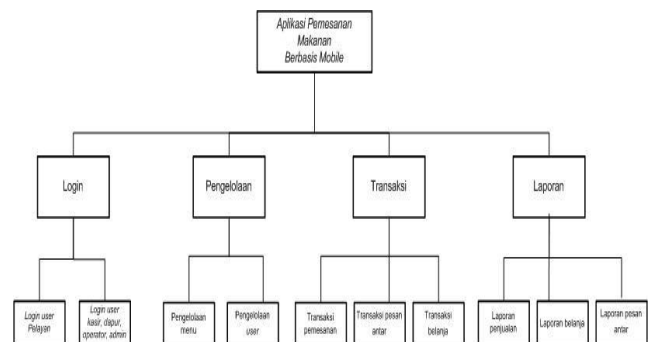 Aplikasi Pemesanan
Makanan
Berbasis Mobile
Login
Pengelolaan
Transaksi
Laporan
Login user
Pelayan
Login user
kasir, dapur,
operator, admin
Pengelolaan
menu
Pengelolaan
user
Transaksi
pemesanan
Transaksi pesan
antar
Transaksi
belanja
Laporan
penjualan
Laporan belanja
Laporan pesan
antar